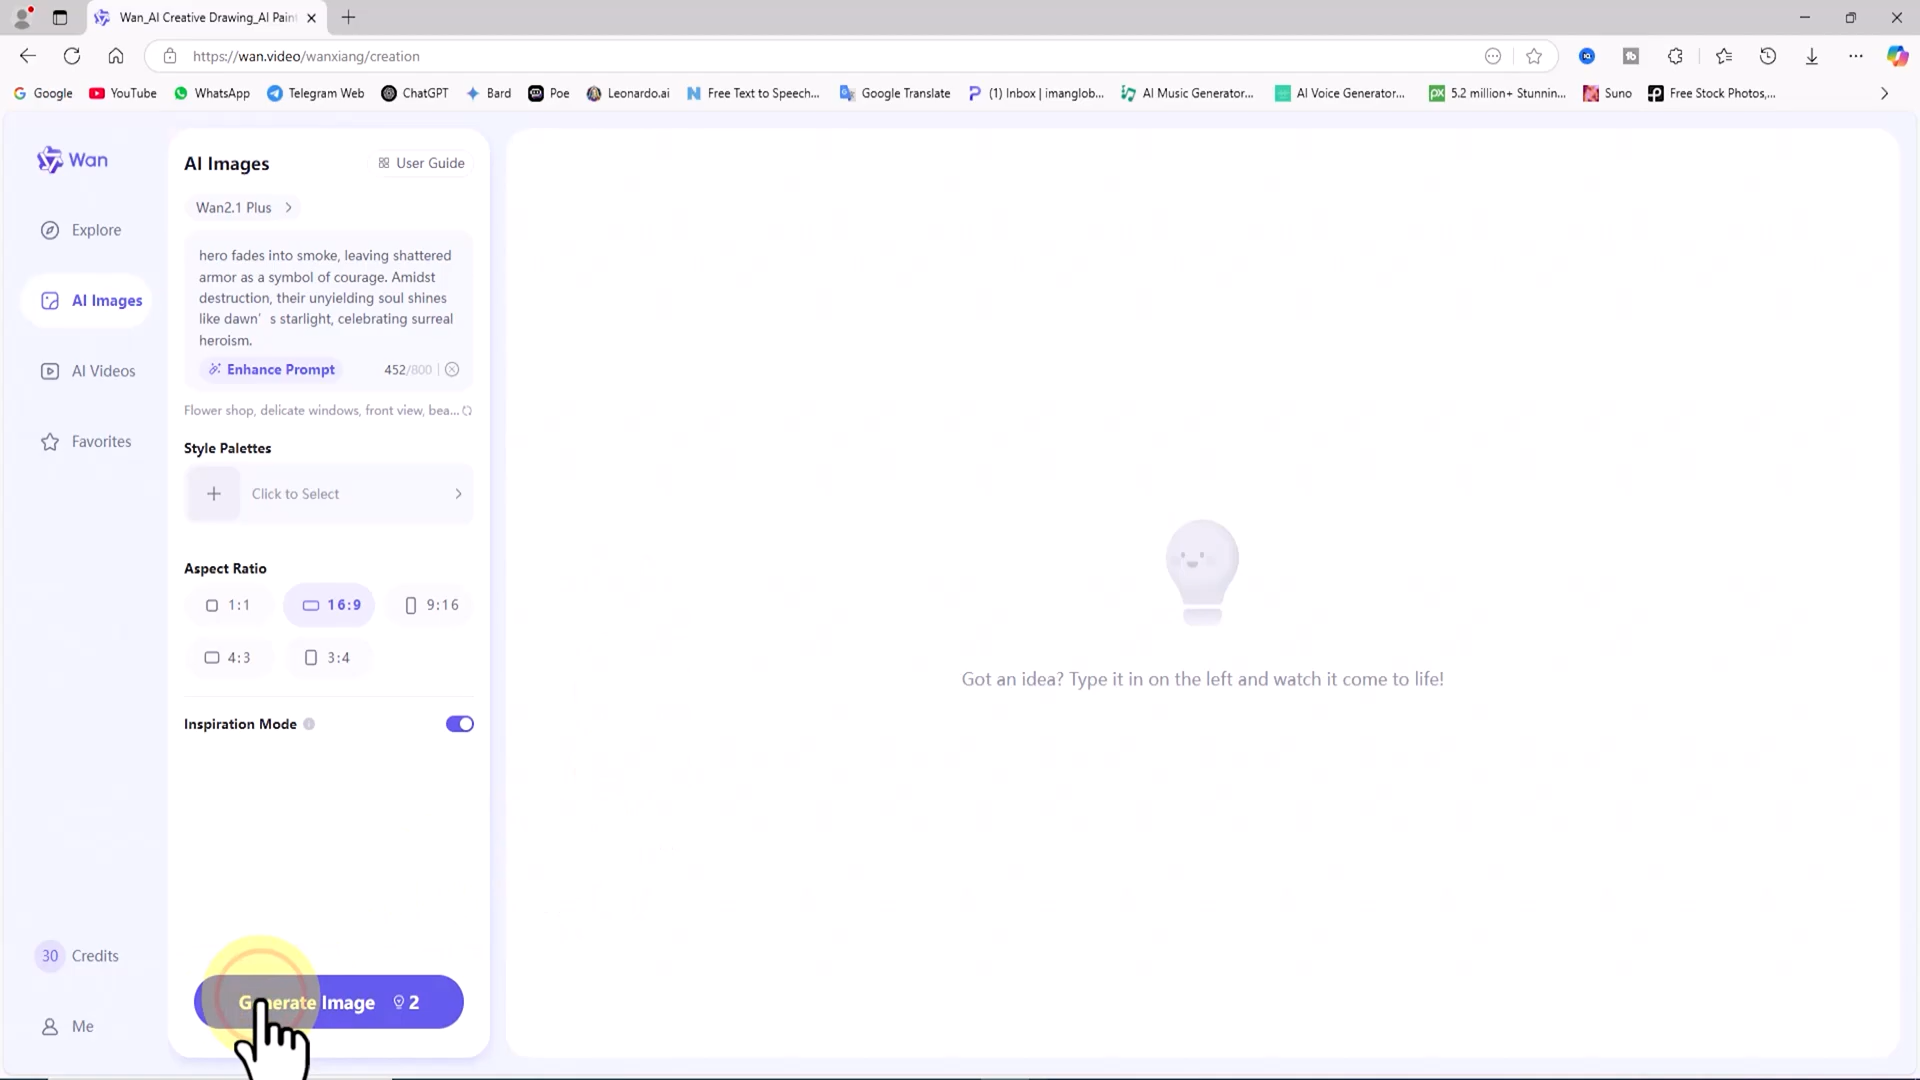 Wan_AI Creative Drawing_AI Pain
https://wan.video/wanxiang/creation
Google YouTube WhatsApp Telegram Web ChatGPT Bard Poe Leonardo.ai Free Text to Speech... Google Translate (1) Inbox | imanglob... AI Music Generator... AI Voice Generator... 5.2 million+ Stunnin... Suno Free Stock Photos,...
Wan
Explore
AI Images
AI Videos
Favorites
30 Credits
Me
AI Images User Guide
Wan2.1 Plus
hero fades into smoke, leaving shattered
armor as a symbol of courage. Amidst
destruction, their unyielding soul shines
like dawn’s starlight, celebrating surreal
heroism.
Enhance Prompt 452/800
Flower shop, delicate windows, front view, bea...
Style Palettes
Click to Select
Aspect Ratio
1:1 16:9 9:16
4:3 3:4
Inspiration Mode
Generate Image 2
Got an idea? Type it in on the left and watch it come to life!